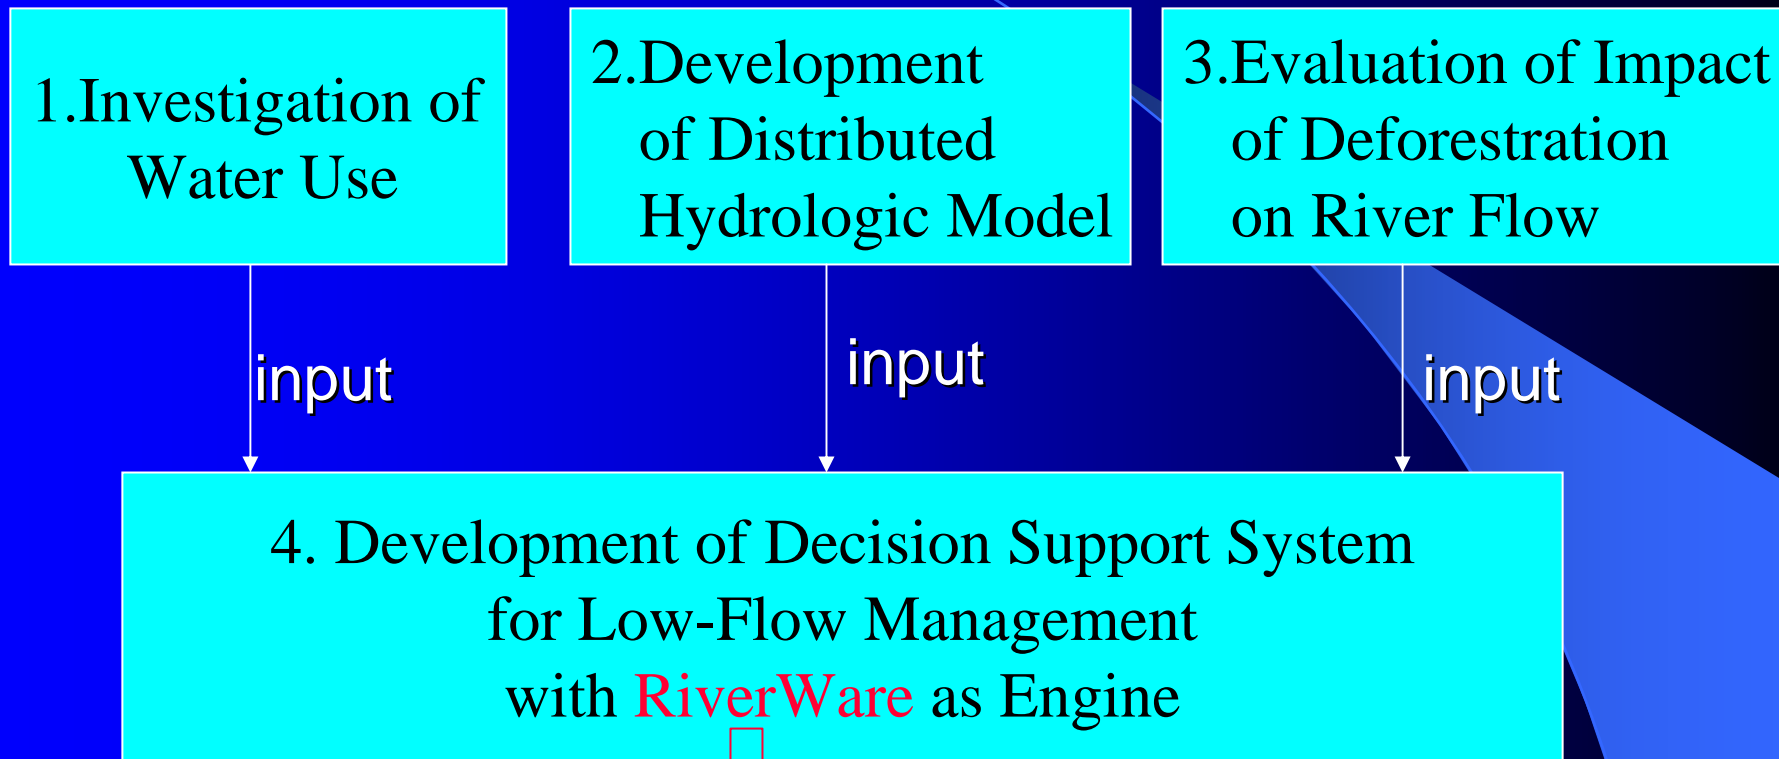 1.Investigation of
Water Use
2.Development
of Distributed
Hydrologic Model
3.Evaluation of Impact
of Deforestration
on River Flow
input
input
input
4. Development of Decision Support System
for Low-Flow Management
with RiverWare as Engine